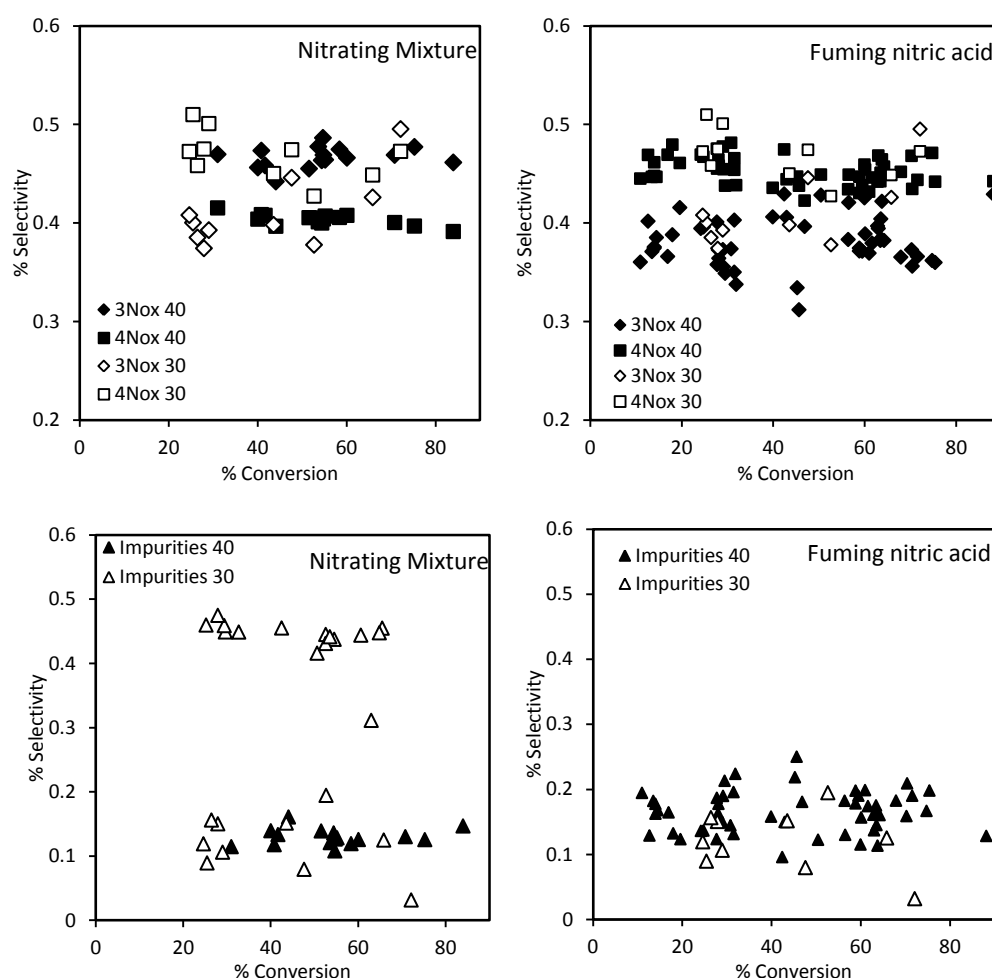 0.6
0.5
0.4
0.3
0.2
% Selectivity
Nitrating Mixture
3Nox 40
4Nox 40
3Nox 30
4Nox 30
0 20 40 60 80
% Conversion
0.6
0.5
0.4
0.3
0.2
% Selectivity
Fuming nitric acid
3Nox 40
4Nox 40
3Nox 30
4Nox 30
0 20 40 60 80
% Conversion
0.6
0.5
0.4
0.3
0.2
0.1
0
% Selectivity
Impurities 40
Impurities 30
Nitrating Mixture
0 20 40 60 80
% Conversion
0.6
0.5
0.4
0.3
0.2
0.1
0
% Selectivity
Impurities 40
Impurities 30
Fuming nitric acid
0 20 40 60 80
% Conversion